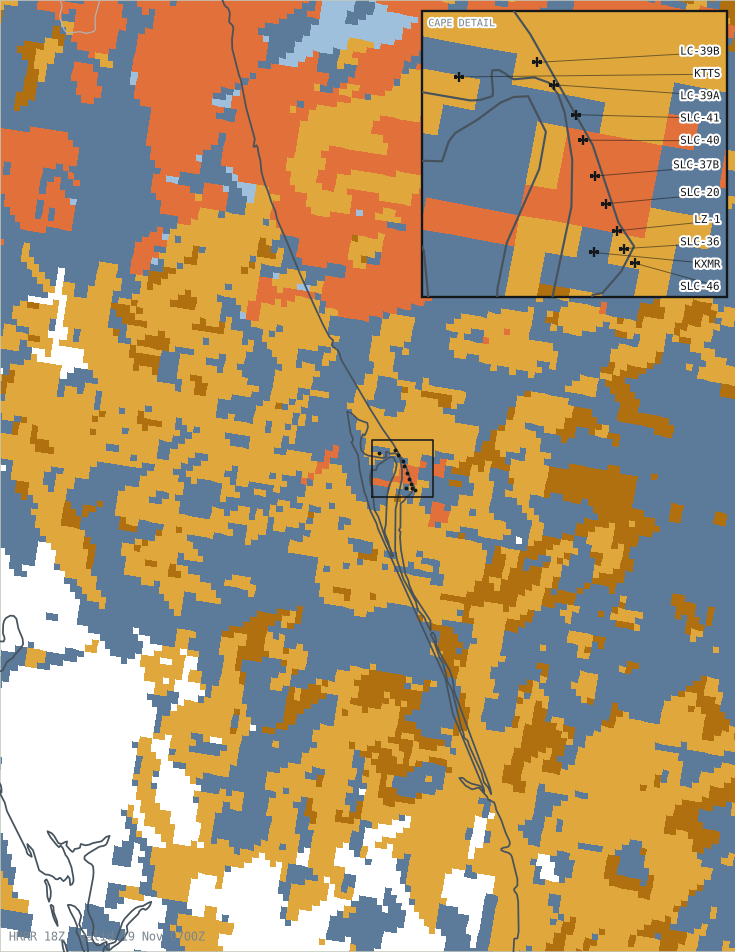 CAPE DETAIL
LC-39B
KTTS
LC-39A
SLC-41
SLC-40
SLC-37B
SLC-20
LZ-1
SLC-36
KXMR
SLC-46
HRRR 18Z